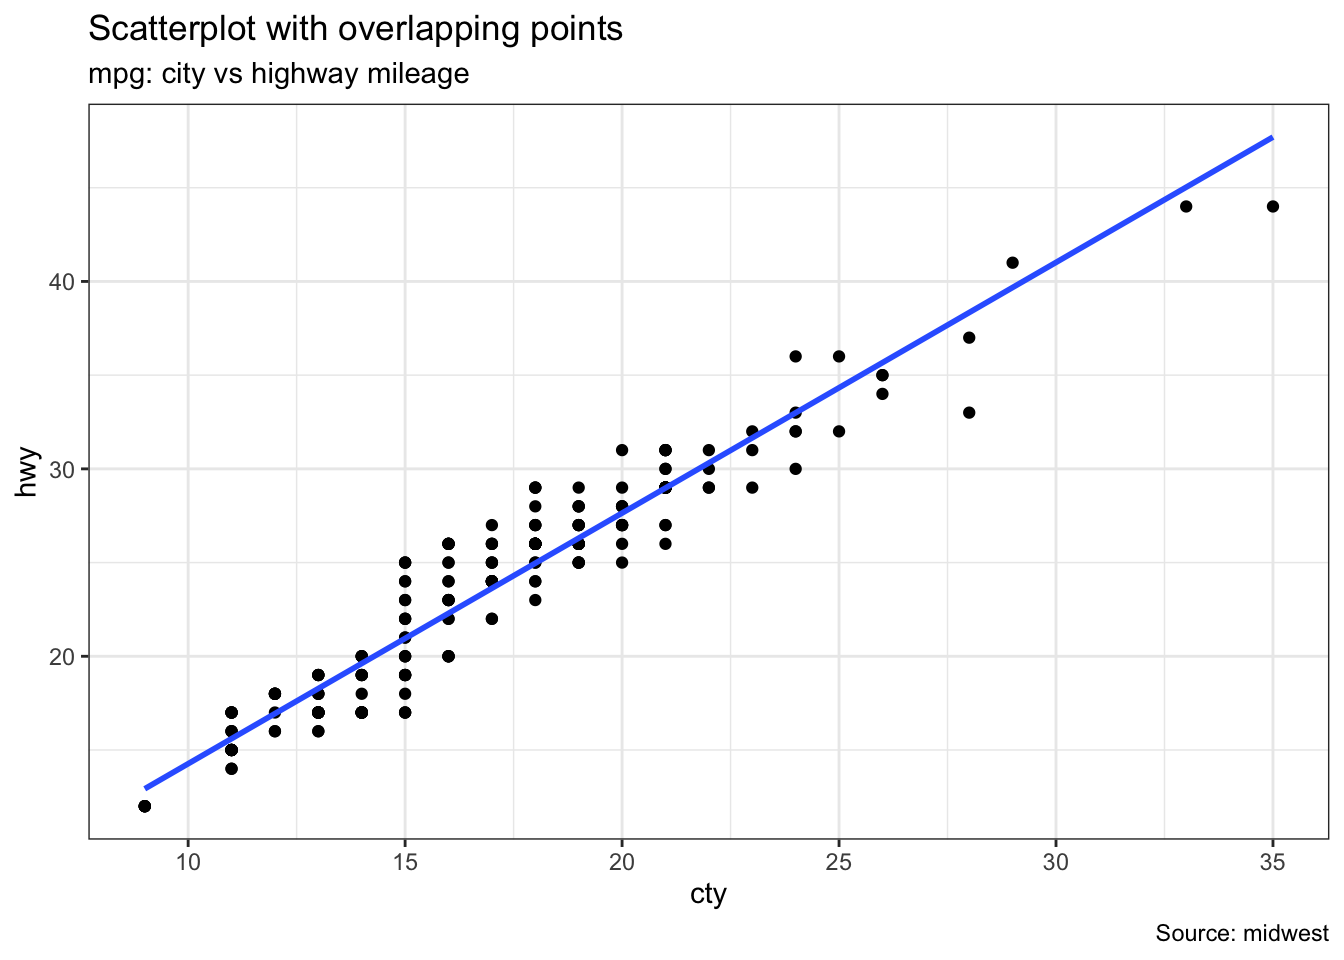 Scatterplot with overlapping points
mpg: city vs highway mileage
hwy
40
30
20
10 15 20 25 30 35
cty
Source: midwest